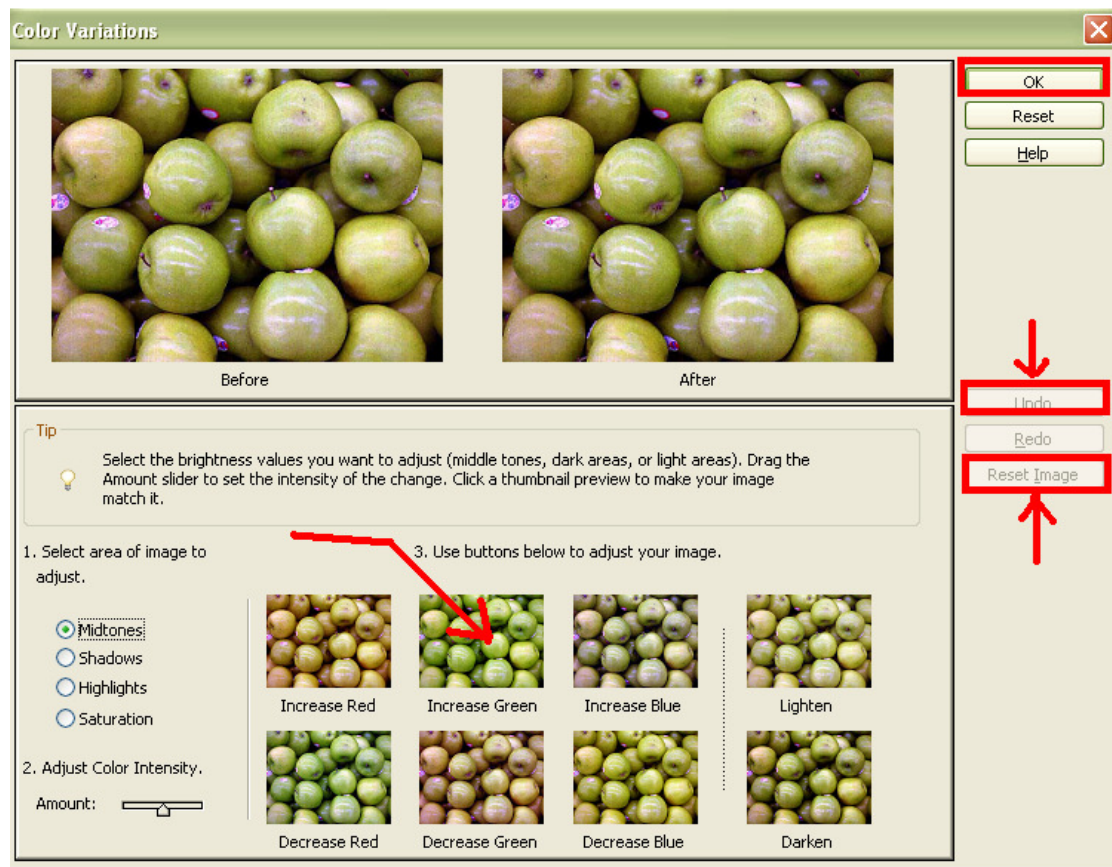 Color Variations
OK
Reset
Help
Before
After
Undo
Redo
Reset Image
Tip
Select the brightness values you want to adjust (middle tones, dark areas, or light areas). Drag the
Amount slider to set the intensity of the change. Click a thumbnail preview to make your image
match it.
1. Select area of image to
adjust.
Midtones
Shadows
Highlights
Saturation
2. Adjust Color Intensity.
Amount:
3. Use buttons below to adjust your image.
Increase Red
Increase Green
Increase Blue
Lighten
Decrease Red
Decrease Green
Decrease Blue
Darken